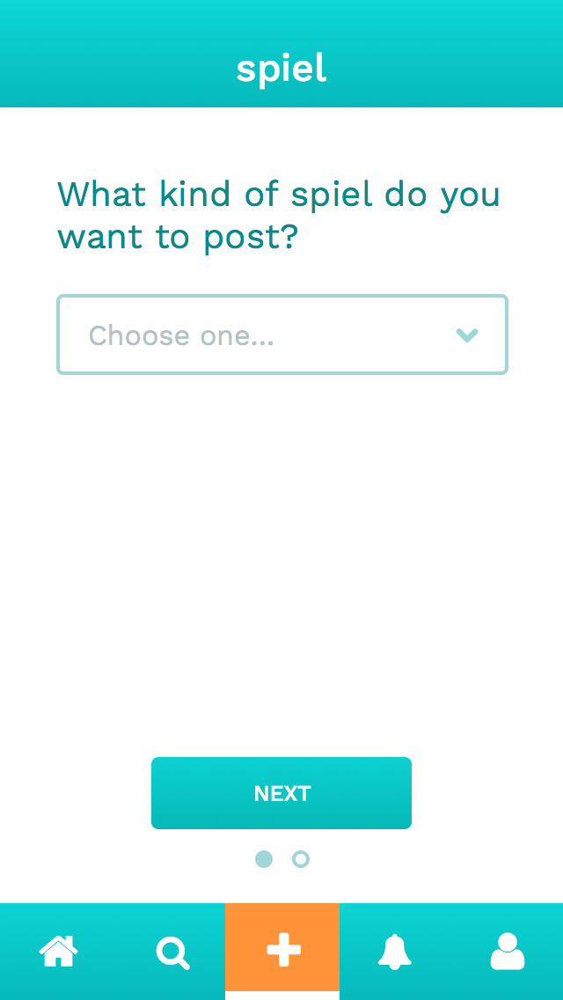 spiel
What kind of spiel do you
want to post?
Choose one...
NEXT